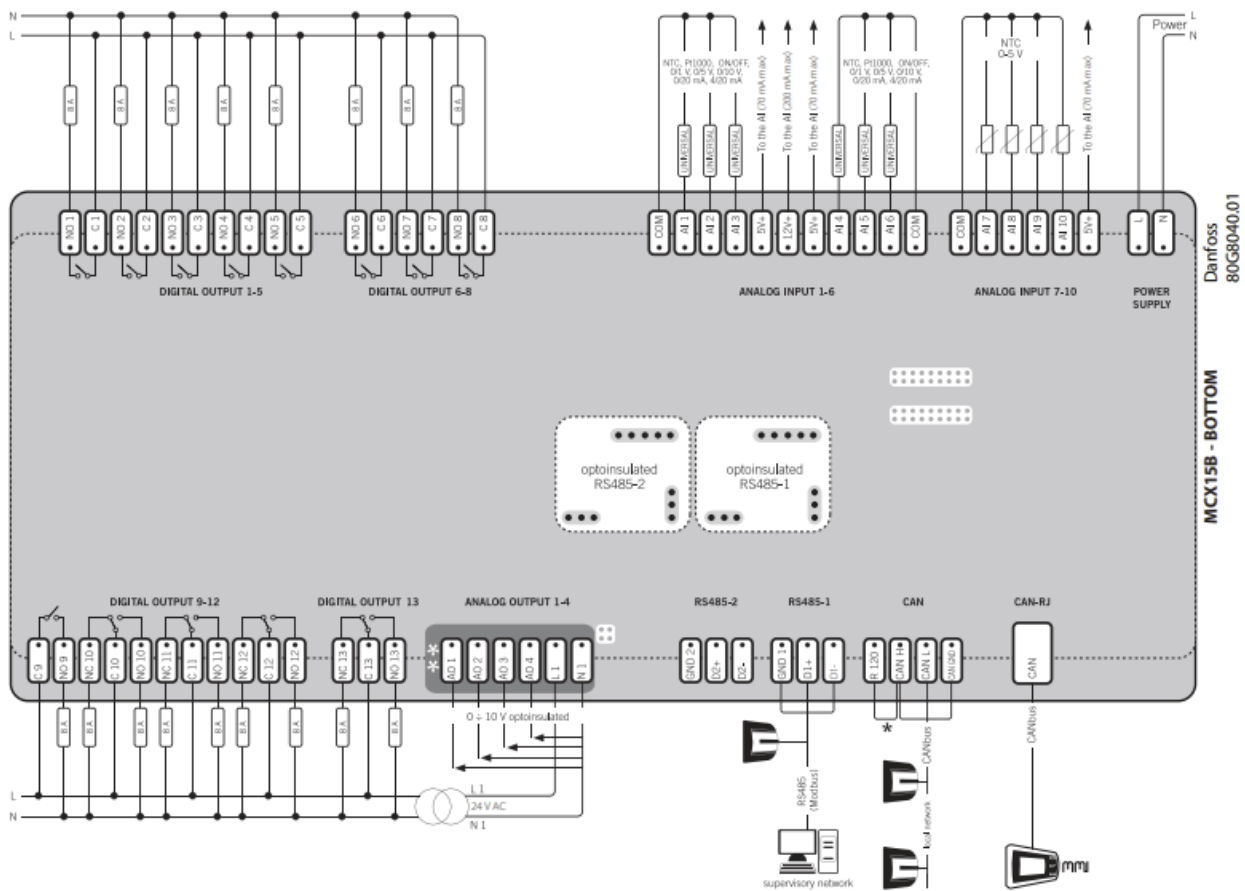 N
L
8 A
8 A
8 A
8 A
8 A
8 A
8 A
8 A
NTC, Pt1000, ON/OFF,
0/1 V, 0/5 V, 0/10 V,
0/20 mA, 4/20 mA
UNIVERSAL
UNIVERSAL
UNIVERSAL
To the AI (70 mA max)
To the AI (200 mA max)
To the AI (70 mA max)
NTC, Pt1000, ON/OFF,
0/1 V, 0/5 V, 0/10 V,
0/20 mA, 4/20 mA
UNIVERSAL
UNIVERSAL
UNIVERSAL
NTC
0-5 V
To the AI (70 mA max)
Power
L
N
NO 1
C 1
NO 2
C 2
NO 3
C 3
NO 4
C 4
NO 5
C 5
NO 6
C 6
NO 7
C 7
NO 8
C 8
COM
AI 1
AI 2
AI 3
5V+
12V+
5V+
AI 4
AI 5
AI 6
COM
COM
AI 7
AI 8
AI 9
AI 10
5V+
L
N
DIGITAL OUTPUT 1-5
DIGITAL OUTPUT 6-8
ANALOG INPUT 1-6
ANALOG INPUT 7-10
POWER
SUPPLY
Danfoss
80G8040.01
MCX15B - BOTTOM
optoinsulated
RS485-2
optoinsulated
RS485-1
DIGITAL OUTPUT 9-12
DIGITAL OUTPUT 13
ANALOG OUTPUT 1-4
RS485-2
RS485-1
CAN
CAN-RJ
C 9
NO 9
NC 10
C 10
NO 10
NC 11
C 11
NO 11
NC 12
C 12
NO 12
NC 13
C 13
NO 13
**
AO 1
AO 2
AO 3
AO 4
L 1
N 1
GND 2
D2+
D2-
GND 1
D1+
D1-
R 120
CAN H
CAN L
CAN GND
CAN
8 A
8 A
8 A
8 A
8 A
8 A
8 A
8 A
0 ÷ 10 V optoinsulated
L
N
L 1
24 V AC
N 1
*
RS485
(Modbus)
supervisory network
CANbus
local network
CANbus
mmi